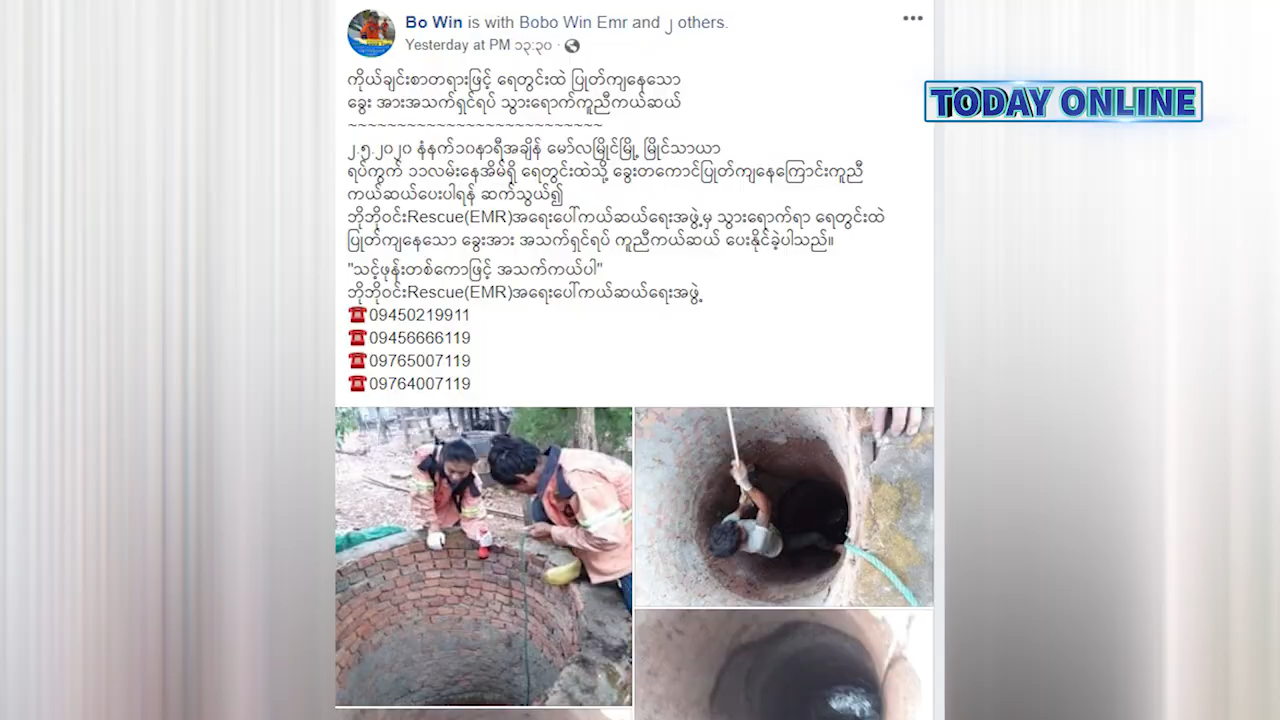 Bo Win is with Bobo Win Emr and ၂ others.
Yesterday at PM ၁၃:၃၀ ·
TODAY ONLINE
ကိုယ်ချင်းစာတရားဖြင့် ရေတွင်းထဲ ပြုတ်ကျနေသော
ခွေး အားအသက်ရှင်ရပ် သွားရောက်ကူညီကယ်ဆယ်
~~~~~~~~~~~~~~~~~~~~~~~~~~
၂.၅.၂၀၂၀ နံနက်၁၀နာရီအချိန် မော်လမြိုင်မြို့ မြိုင်သာယာ
ရပ်ကွက် ၁၁လမ်းနေအိမ်ရှိ ရေတွင်းထဲသို့ ခွေးတကောင်ပြုတ်ကျနေကြောင်းကူညီ
ကယ်ဆယ်ပေးပါရန် ဆက်သွယ်၍
ဘိုဘိုဝင်းRescue(EMR)အရေးပေါ်ကယ်ဆယ်ရေးအဖွဲ့မှ သွားရောက်ရာ ရေတွင်းထဲ
ပြုတ်ကျနေသော ခွေးအား အသက်ရှင်ရပ် ကူညီကယ်ဆယ် ပေးနိုင်ခဲ့ပါသည်။
"သင့်ဖုန်းတစ်ကောဖြင့် အသက်ကယ်ပါ"
ဘိုဘိုဝင်းRescue(EMR)အရေးပေါ်ကယ်ဆယ်ရေးအဖွဲ့
☎09450219911
☎09456666119
☎09765007119
☎09764007119